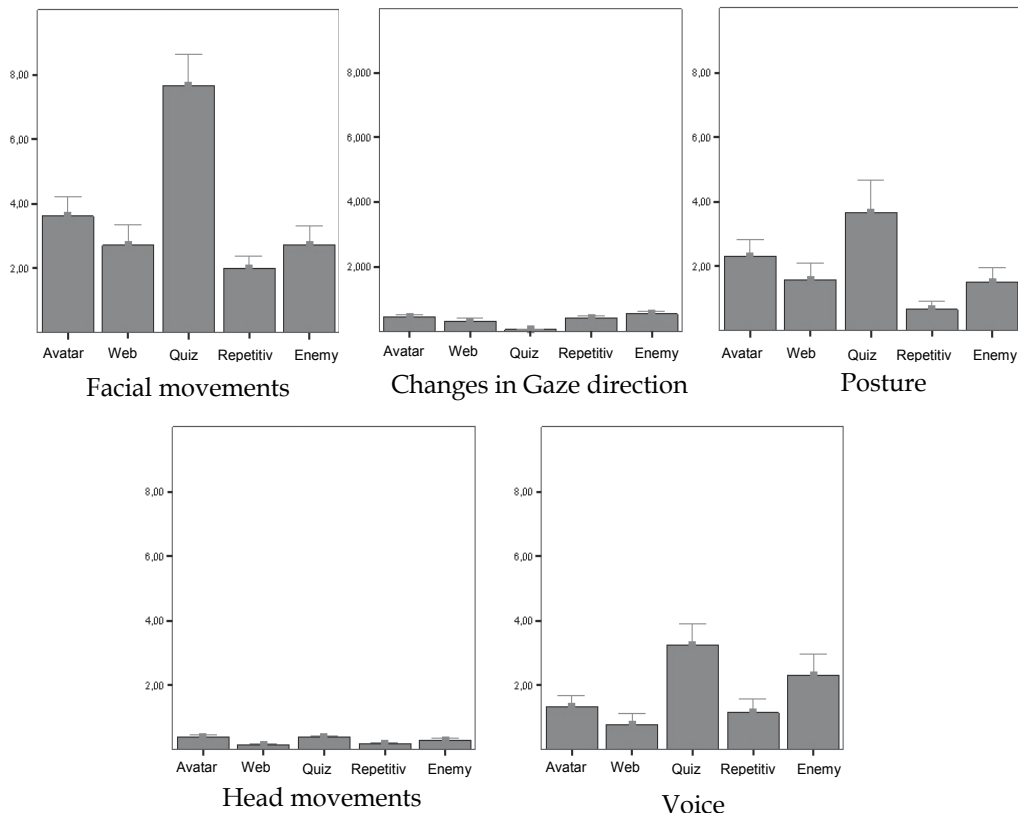 8,00
6,00
4,00
2,00
Avatar Web Quiz Repetitiv Enemy
Facial movements
8,000
6,000
4,000
2,000
Avatar Web Quiz Repetitiv Enemy
Changes in Gaze direction
8,00
6,00
4,00
2,00
Avatar Web Quiz Repetitiv Enemy
Posture
8,00
6,00
4,00
2,00
Avatar Web Quiz Repetitiv Enemy
Head movements
8,00
6,00
4,00
2,00
Avatar Web Quiz Repetitiv Enemy
Voice